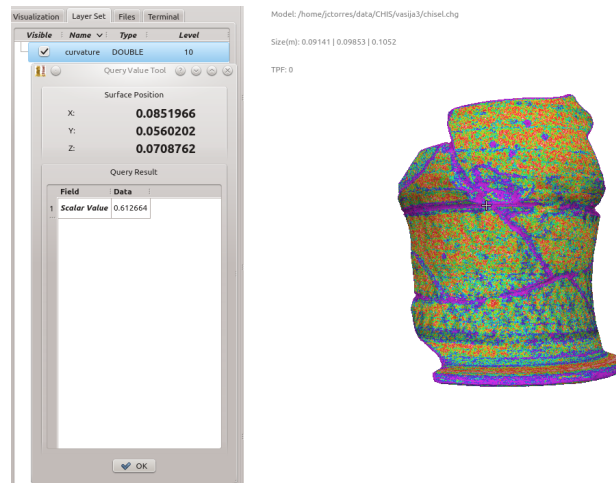 Visualization Layer Set Files Terminal
Visible Name Type Level
curvature DOUBLE 10
Query Value Tool
Surface Position
X: 0.0851966
Y: 0.0560202
Z: 0.0708762
Query Result
Field Data
1 Scalar Value 0.612664
OK
Model: /home/jctorres/data/CHIS/vasija3/chisel.chg
Size(m): 0.09141 | 0.09853 | 0.1052
TPF: 0